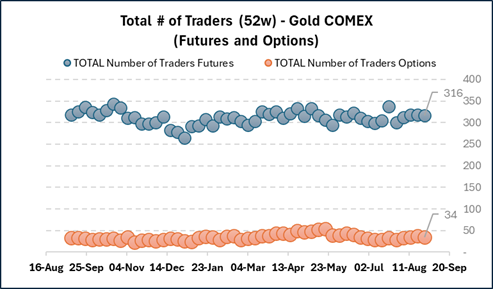 Total # of Traders (52w) - Gold COMEX
(Futures and Options)
TOTAL Number of Traders Futures
TOTAL Number of Traders Options
400
350
316
300
250
200
150
100
34
50
-
16-Aug 25-Sep 04-Nov 14-Dec 23-Jan 04-Mar 13-Apr 23-May 02-Jul 11-Aug 20-Sep